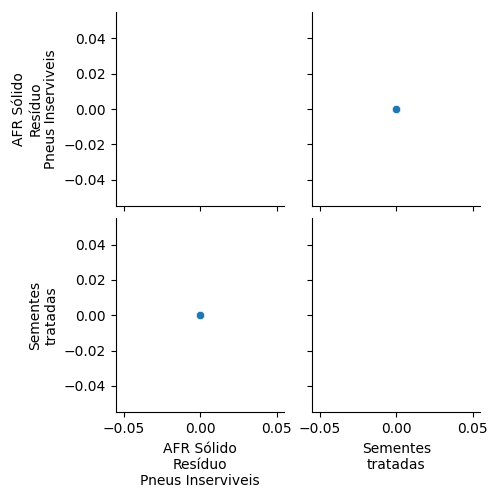 AFR Sólido
Resíduo
Pneus Inserviveis
0.04
0.02
0.00
−0.02
−0.04
Sementes
tratadas
0.04
0.02
0.00
−0.02
−0.04
−0.05 0.00 0.05
AFR Sólido
Resíduo
Pneus Inserviveis
−0.05 0.00 0.05
Sementes
tratadas